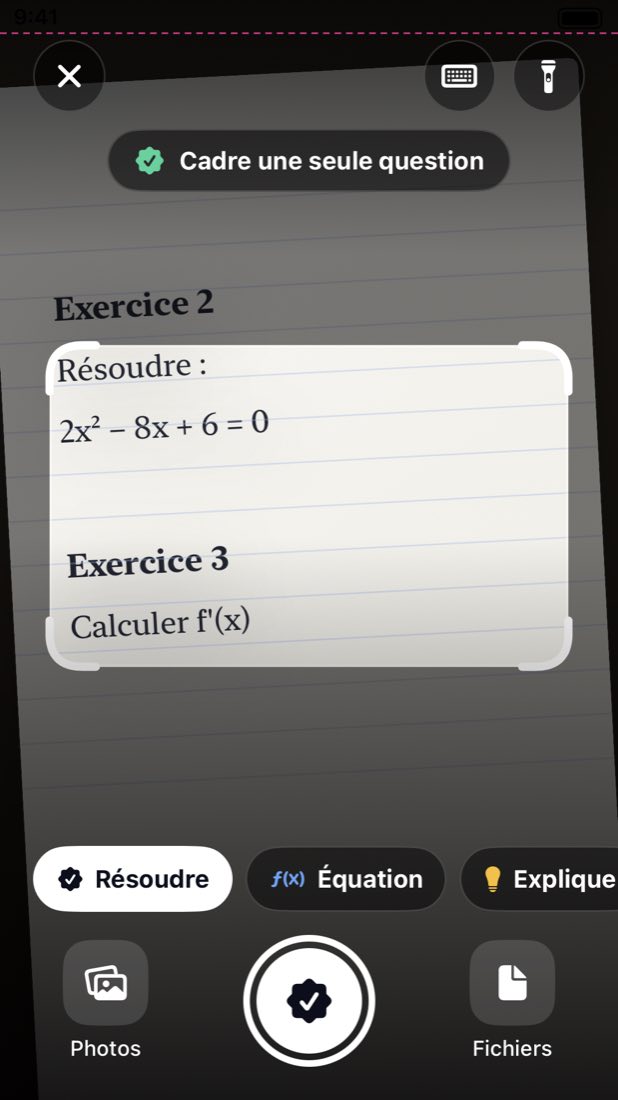 9:41
Cadre une seule question
Exercice 2
Résoudre :
2x² – 8x + 6 = 0
Exercice 3
Calculer f'(x)
Résoudre
f(x) Équation
Explique
Photos
Fichiers